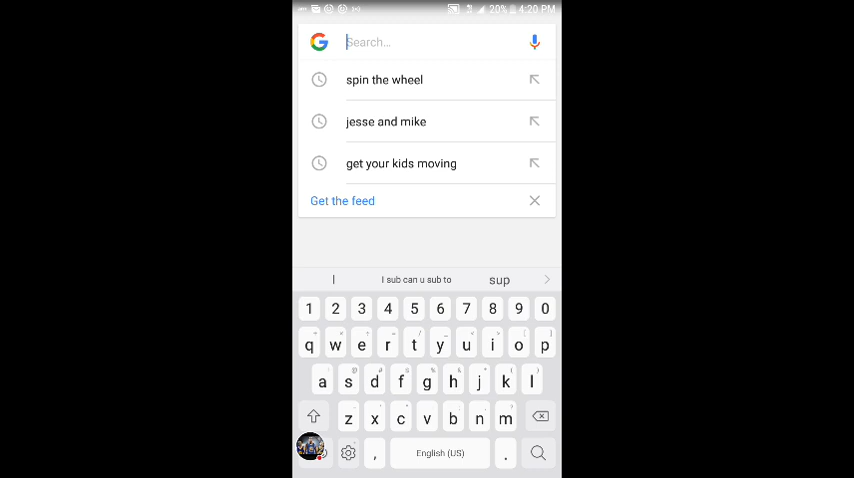 20% 4:20 PM
Search...
spin the wheel
jesse and mike
get your kids moving
Get the feed
I I sub can u sub to sup
1 2 3 4 5 6 7 8 9 0
q w e r t y u i o p
a s d f g h j k l
z x c v b n m
, English (US) .